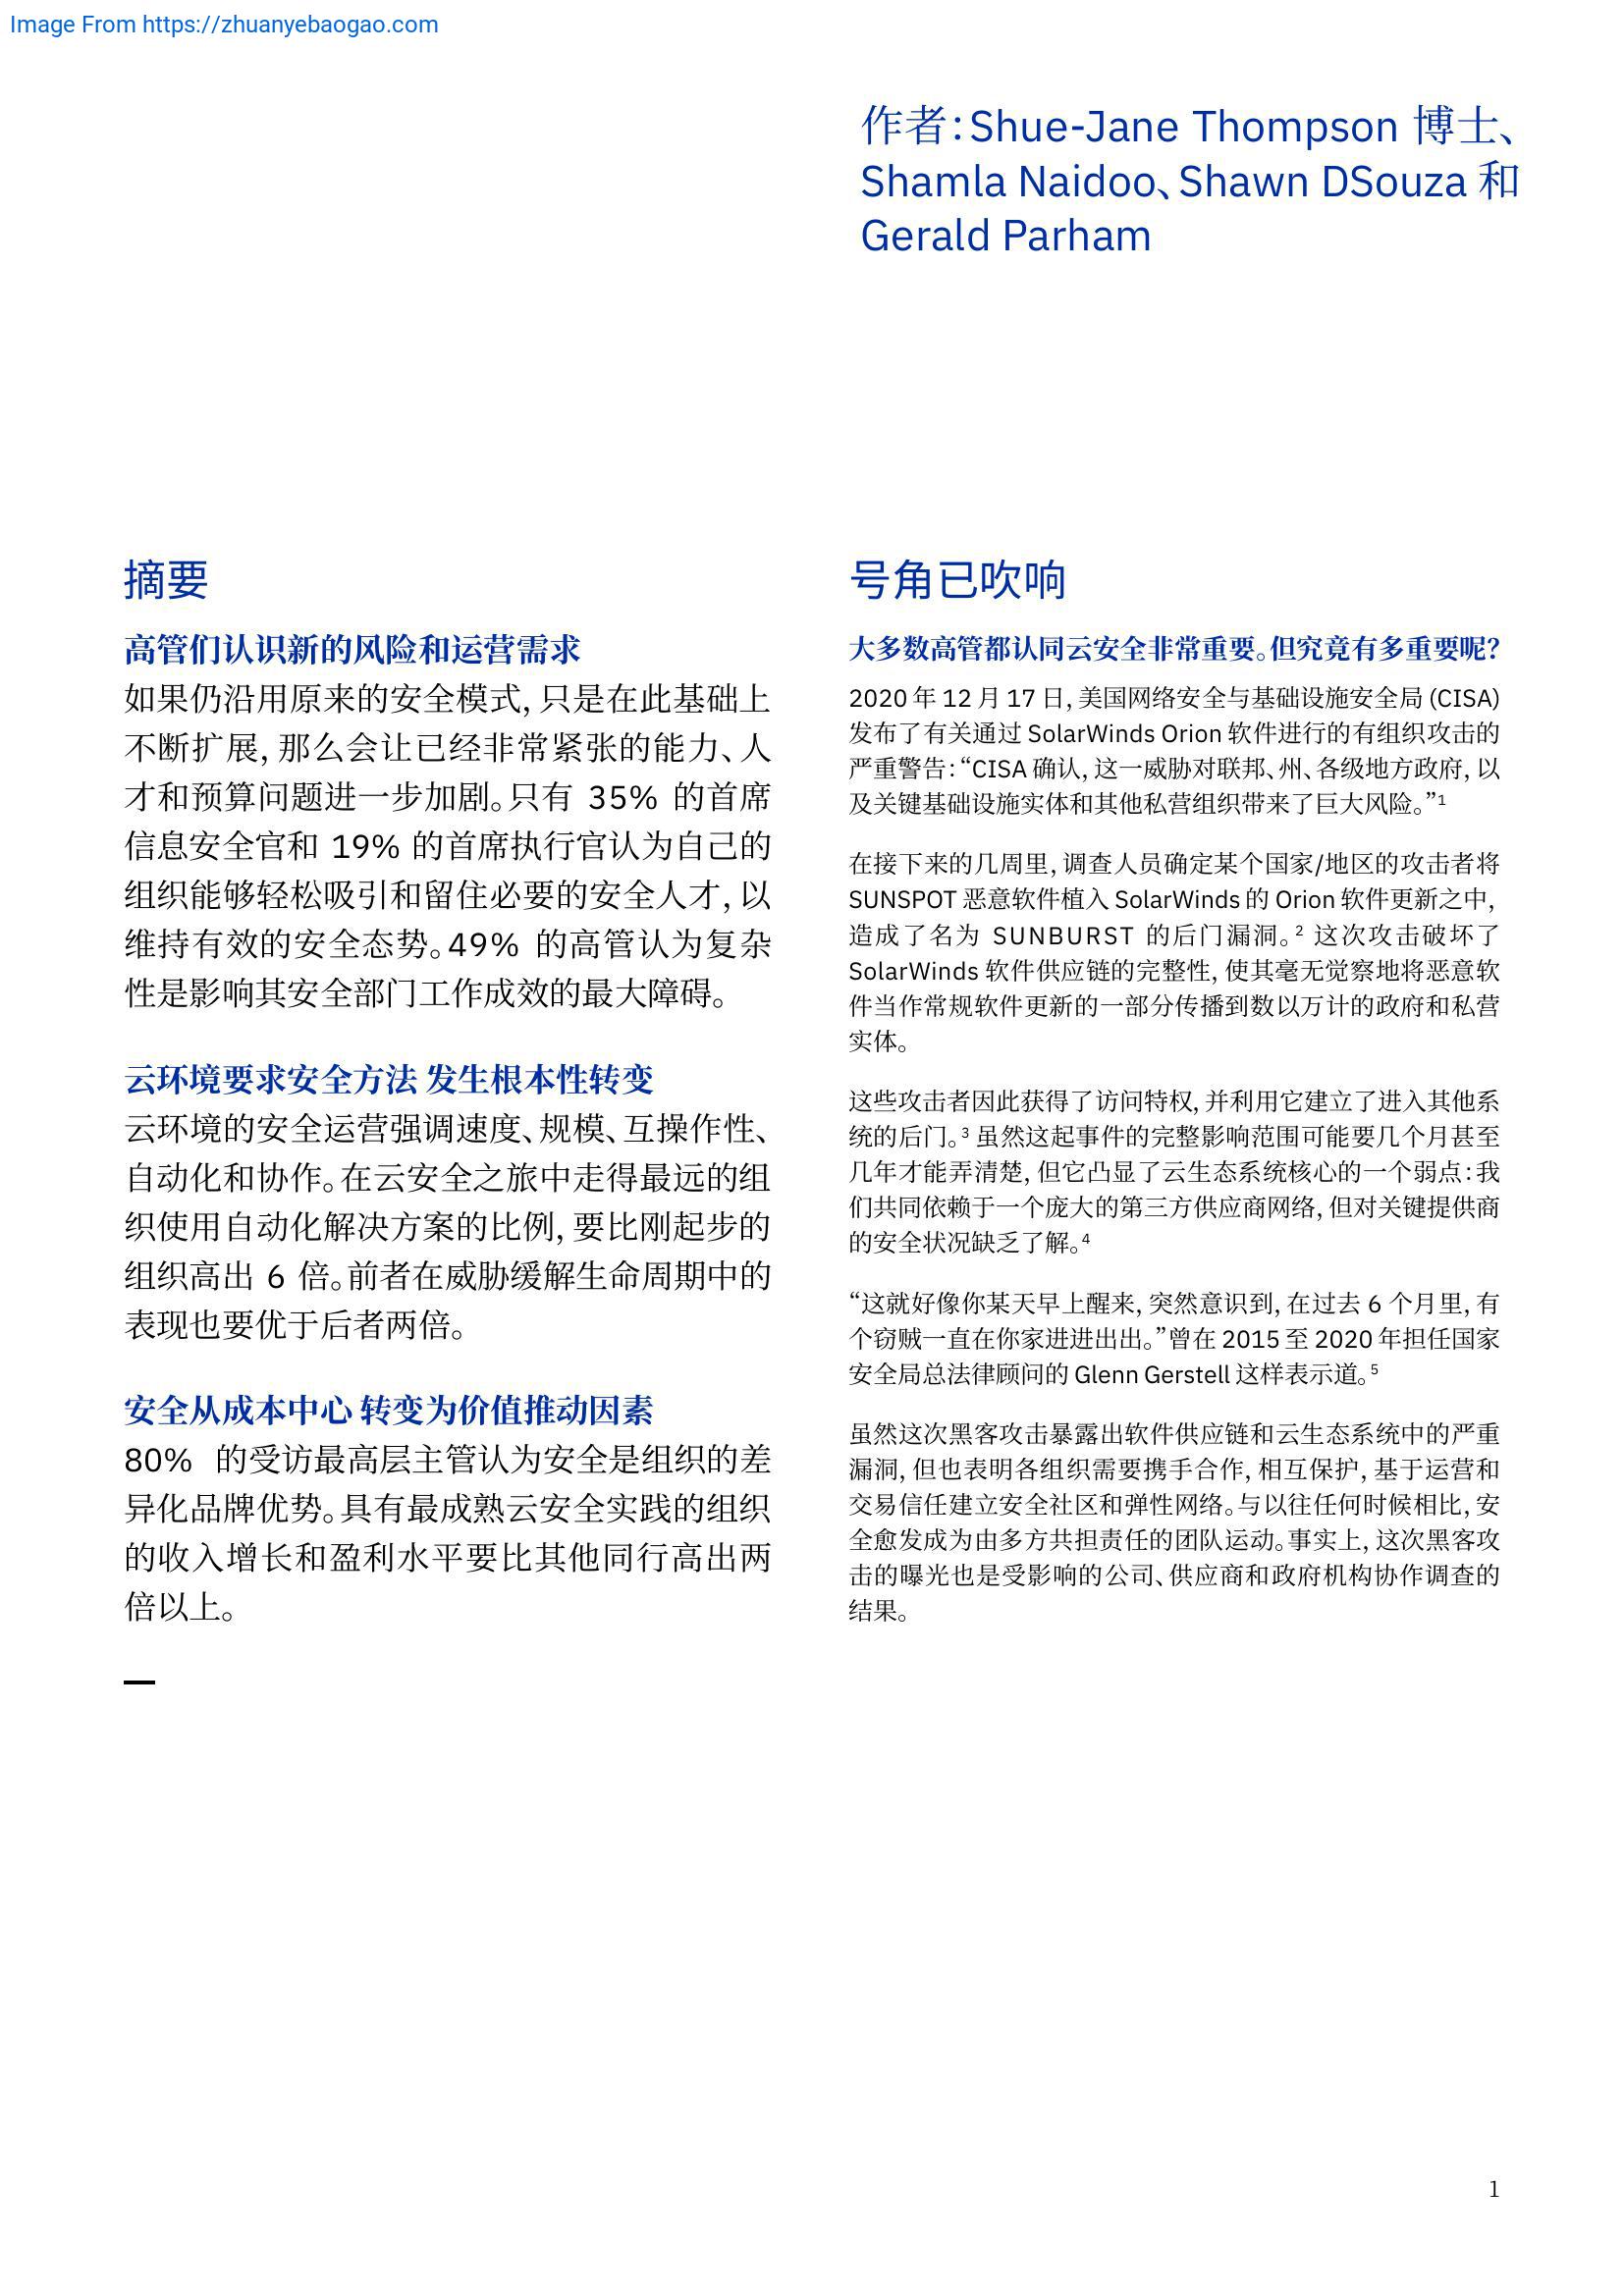 Image From https://zhuanyebaogao.com
作者：Shue-Jane Thompson 博士、
Shamla Naidoo、Shawn DSouza 和
Gerald Parham
摘要
高管们认识新的风险和运营需求
如果仍沿用原来的安全模式，只是在此基础上
不断扩展，那么会让已经非常紧张的能力、人
才和预算问题进一步加剧。只有 35% 的首席
信息安全官和 19% 的首席执行官认为自己的
组织能够轻松吸引和留住必要的安全人才，以
维持有效的安全态势。49% 的高管认为复杂
性是影响其安全部门工作成效的最大障碍。
云环境要求安全方法 发生根本性转变
云环境的安全运营强调速度、规模、互操作性、
自动化和协作。在云安全之旅中走得最远的组
织使用自动化解决方案的比例，要比刚起步的
组织高出 6 倍。前者在威胁缓解生命周期中的
表现也要优于后者两倍。
安全从成本中心 转变为价值推动因素
80% 的受访最高层主管认为安全是组织的差
异化品牌优势。具有最成熟云安全实践的组织
的收入增长和盈利水平要比其他同行高出两
倍以上。
号角已吹响
大多数高管都认同云安全非常重要。但究竟有多重要呢？
2020 年 12 月 17 日，美国网络安全与基础设施安全局 (CISA)
发布了有关通过 SolarWinds Orion 软件进行的有组织攻击的
严重警告：“CISA 确认，这一威胁对联邦、州、各级地方政府，以
及关键基础设施实体和其他私营组织带来了巨大风险。”1
在接下来的几周里，调查人员确定某个国家/地区的攻击者将
SUNSPOT 恶意软件植入 SolarWinds 的 Orion 软件更新之中，
造成了名为 SUNBURST 的后门漏洞。2 这次攻击破坏了
SolarWinds 软件供应链的完整性，使其毫无觉察地将恶意软
件当作常规软件更新的一部分传播到数以万计的政府和私营
实体。
这些攻击者因此获得了访问特权，并利用它建立了进入其他系
统的后门。3 虽然这起事件的完整影响范围可能要几个月甚至
几年才能弄清楚，但它凸显了云生态系统核心的一个弱点：我
们共同依赖于一个庞大的第三方供应商网络，但对关键提供商
的安全状况缺乏了解。4
“这就好像你某天早上醒来，突然意识到，在过去 6 个月里，有
个窃贼一直在你家进进出出。”曾在 2015 至 2020 年担任国家
安全局总法律顾问的 Glenn Gerstell 这样表示道。5
虽然这次黑客攻击暴露出软件供应链和云生态系统中的严重
漏洞，但也表明各组织需要携手合作，相互保护，基于运营和
交易信任建立安全社区和弹性网络。与以往任何时候相比，安
全愈发成为由多方共担责任的团队运动。事实上，这次黑客攻
击的曝光也是受影响的公司、供应商和政府机构协作调查的
结果。
1